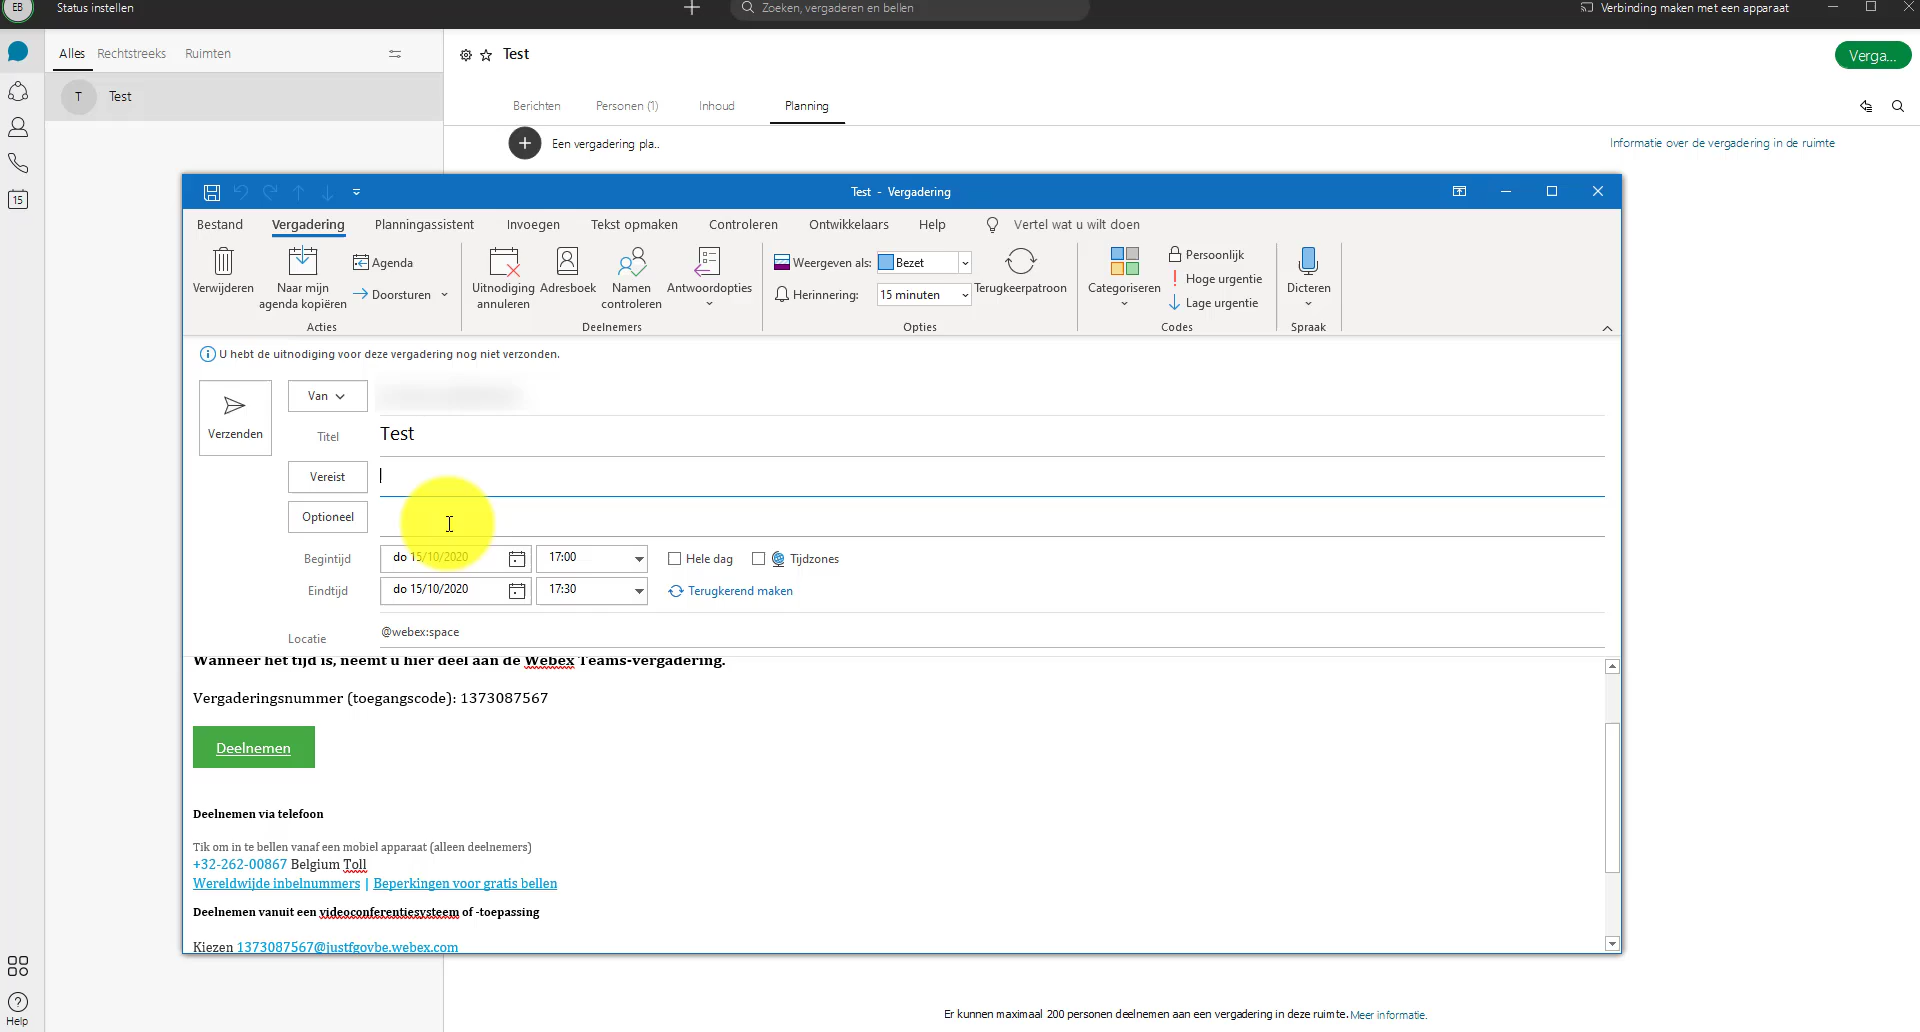 EB Status instellen Zoeken, vergaderen en bellen Verbinding maken met een apparaat
Alles Rechtstreeks Ruimten
T Test
Test
Verga...
Berichten Personen (1) Inhoud Planning
Een vergadering pla..
Informatie over de vergadering in de ruimte
15
Test - Vergadering
Bestand Vergadering Planningassistent Invoegen Tekst opmaken Controleren Ontwikkelaars Help Vertel wat u wilt doen
Verwijderen
Naar mijn
agenda kopiëren
Agenda
Doorsturen
Acties
Uitnodiging
annuleren
Adresboek
Namen
controleren
Antwoordopties
Deelnemers
Weergeven als: Bezet
Herinnering: 15 minuten
Terugkeerpatroon
Opties
Categoriseren
Persoonlijk
Hoge urgentie
Lage urgentie
Codes
Dicteren
Spraak
U hebt de uitnodiging voor deze vergadering nog niet verzonden.
Verzenden
Van
Titel Test
Vereist
Optioneel
Begintijd do 15/10/2020 17:00 Hele dag Tijdzones
Eindtijd do 15/10/2020 17:30 Terugkerend maken
Locatie @webex:space
Wanneer het tijd is, neemt u hier deel aan de Webex Teams-vergadering.
Vergaderingsnummer (toegangscode): 1373087567
Deelnemen
Deelnemen via telefoon
Tik om in te bellen vanaf een mobiel apparaat (alleen deelnemers)
+32-262-00867 Belgium Toll
Wereldwijde inbelnummers | Beperkingen voor gratis bellen
Deelnemen vanuit een videoconferentiesysteem of -toepassing
Kiezen 1373087567@justfgovbe.webex.com
Help
Er kunnen maximaal 200 personen deelnemen aan een vergadering in deze ruimte. Meer informatie.